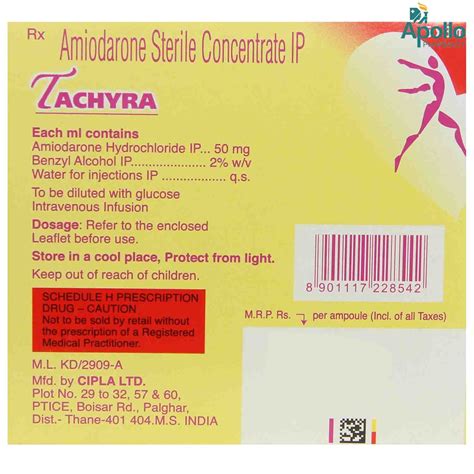 Apollo
Rx Amiodarone Sterile Concentrate IP
TACHYRA
Each ml contains
Amiodarone Hydrochloride IP... 50 mg
Benzyl Alcohol IP..................... 2% w/v
Water for injections IP ............... q.s.
To be diluted with glucose
Intravenous Infusion
Dosage: Refer to the enclosed
Leaflet before use.
Store in a cool place, Protect from light.
Keep out of reach of children.
SCHEDULE H PRESCRIPTION
DRUG – CAUTION
Not to be sold by retail without
the prescription of a Registered
Medical Practitioner.
8 901117 228542
M.R.P. Rs. per ampoule (Incl. of all Taxes)
M.L. KD/2909-A
Mfd. by CIPLA LTD.
Plot No. 29 to 32, 57 & 60,
PTICE, Boisar Rd., Palghar,
Dist.- Thane-401 404.M.S. INDIA